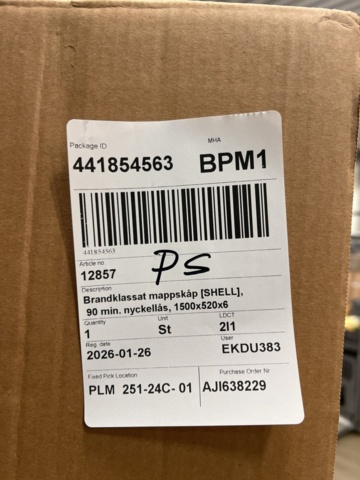 Package ID
MHA
441854563
BPM1
441854563
Article no
12857
PS
Description
Brandklassat mappskåp [SHELL],
90 min. nyckellås, 1500x520x6
Quantity
Unit
LDCT
1
St
2I1
Reg. date
User
2026-01-26
EKDU383
Fixed Pick Location
Purchase Order Nr
PLM 251-24C- 01
AJI638229